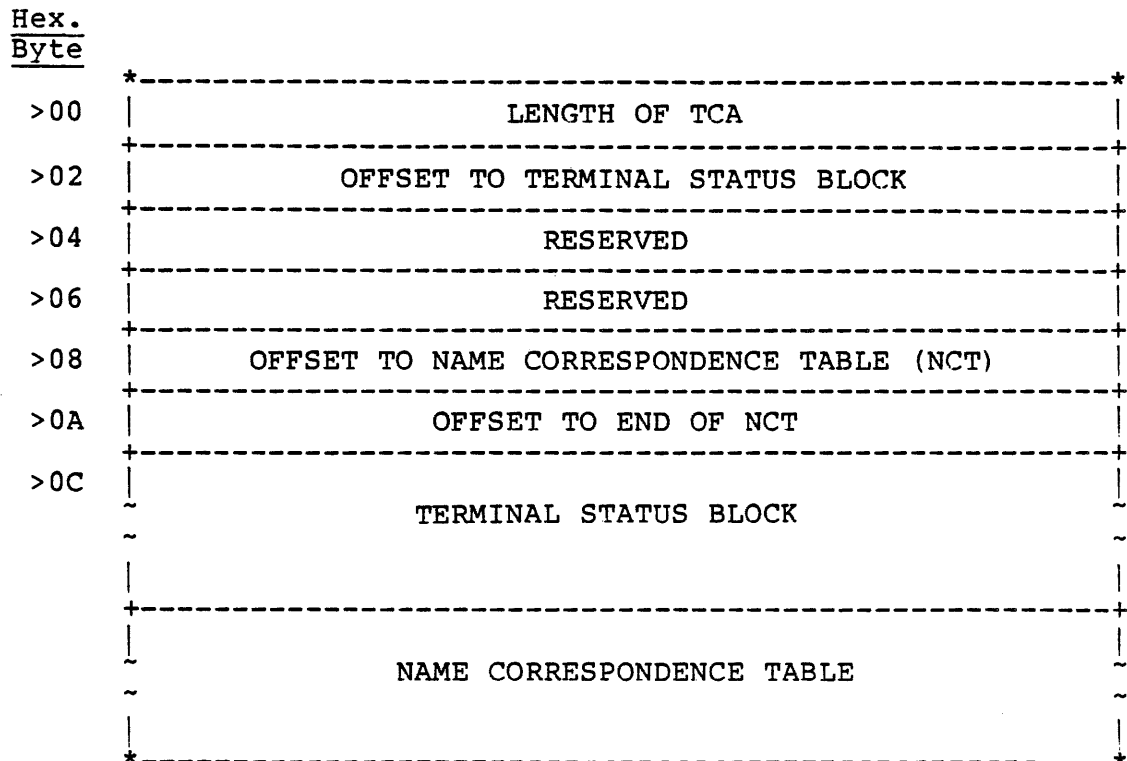 Hex.
Byte
*-----------------------------------------------------*
>00 | LENGTH OF TCA |
+-----------------------------------------------------+
>02 | OFFSET TO TERMINAL STATUS BLOCK |
+-----------------------------------------------------+
>04 | RESERVED |
+-----------------------------------------------------+
>06 | RESERVED |
+-----------------------------------------------------+
>08 | OFFSET TO NAME CORRESPONDENCE TABLE (NCT) |
+-----------------------------------------------------+
>0A | OFFSET TO END OF NCT |
+-----------------------------------------------------+
>0C | |
~ TERMINAL STATUS BLOCK ~
~ ~
| |
+-----------------------------------------------------+
| |
~ NAME CORRESPONDENCE TABLE ~
~ ~
| |
*-------------------------------------------------- *